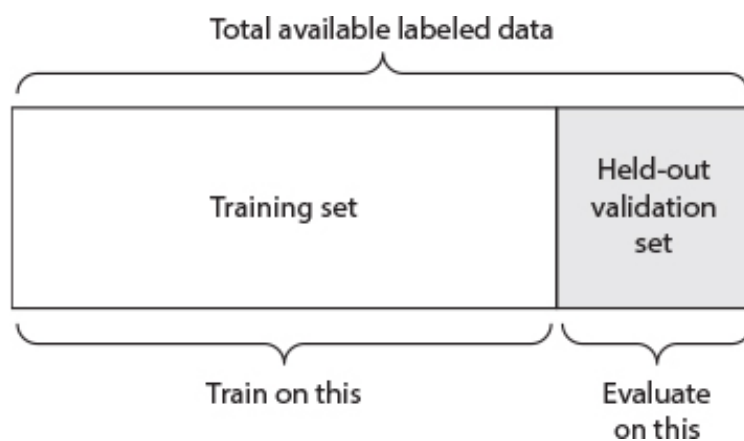 Total available labeled data
Training set
Held-out
validation
set
Train on this
Evaluate
on this